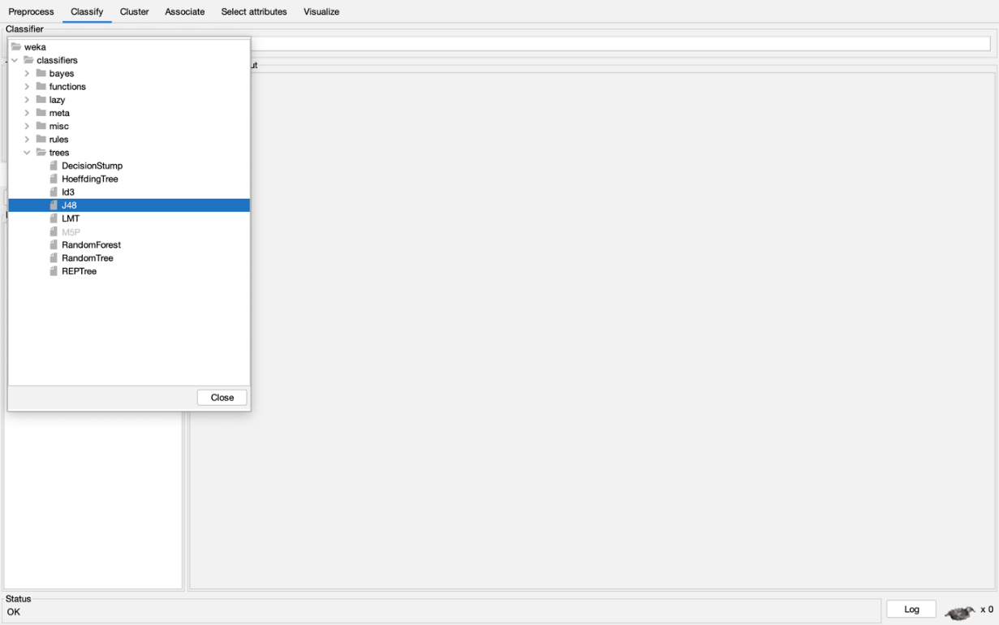 Preprocess Classify Cluster Associate Select attributes Visualize
Classifier
weka
classifiers
bayes
functions
lazy
meta
misc
rules
trees
DecisionStump
HoeffdingTree
Id3
J48
LMT
M5P
RandomForest
RandomTree
REPTree
Close
Status
OK
Log
x 0